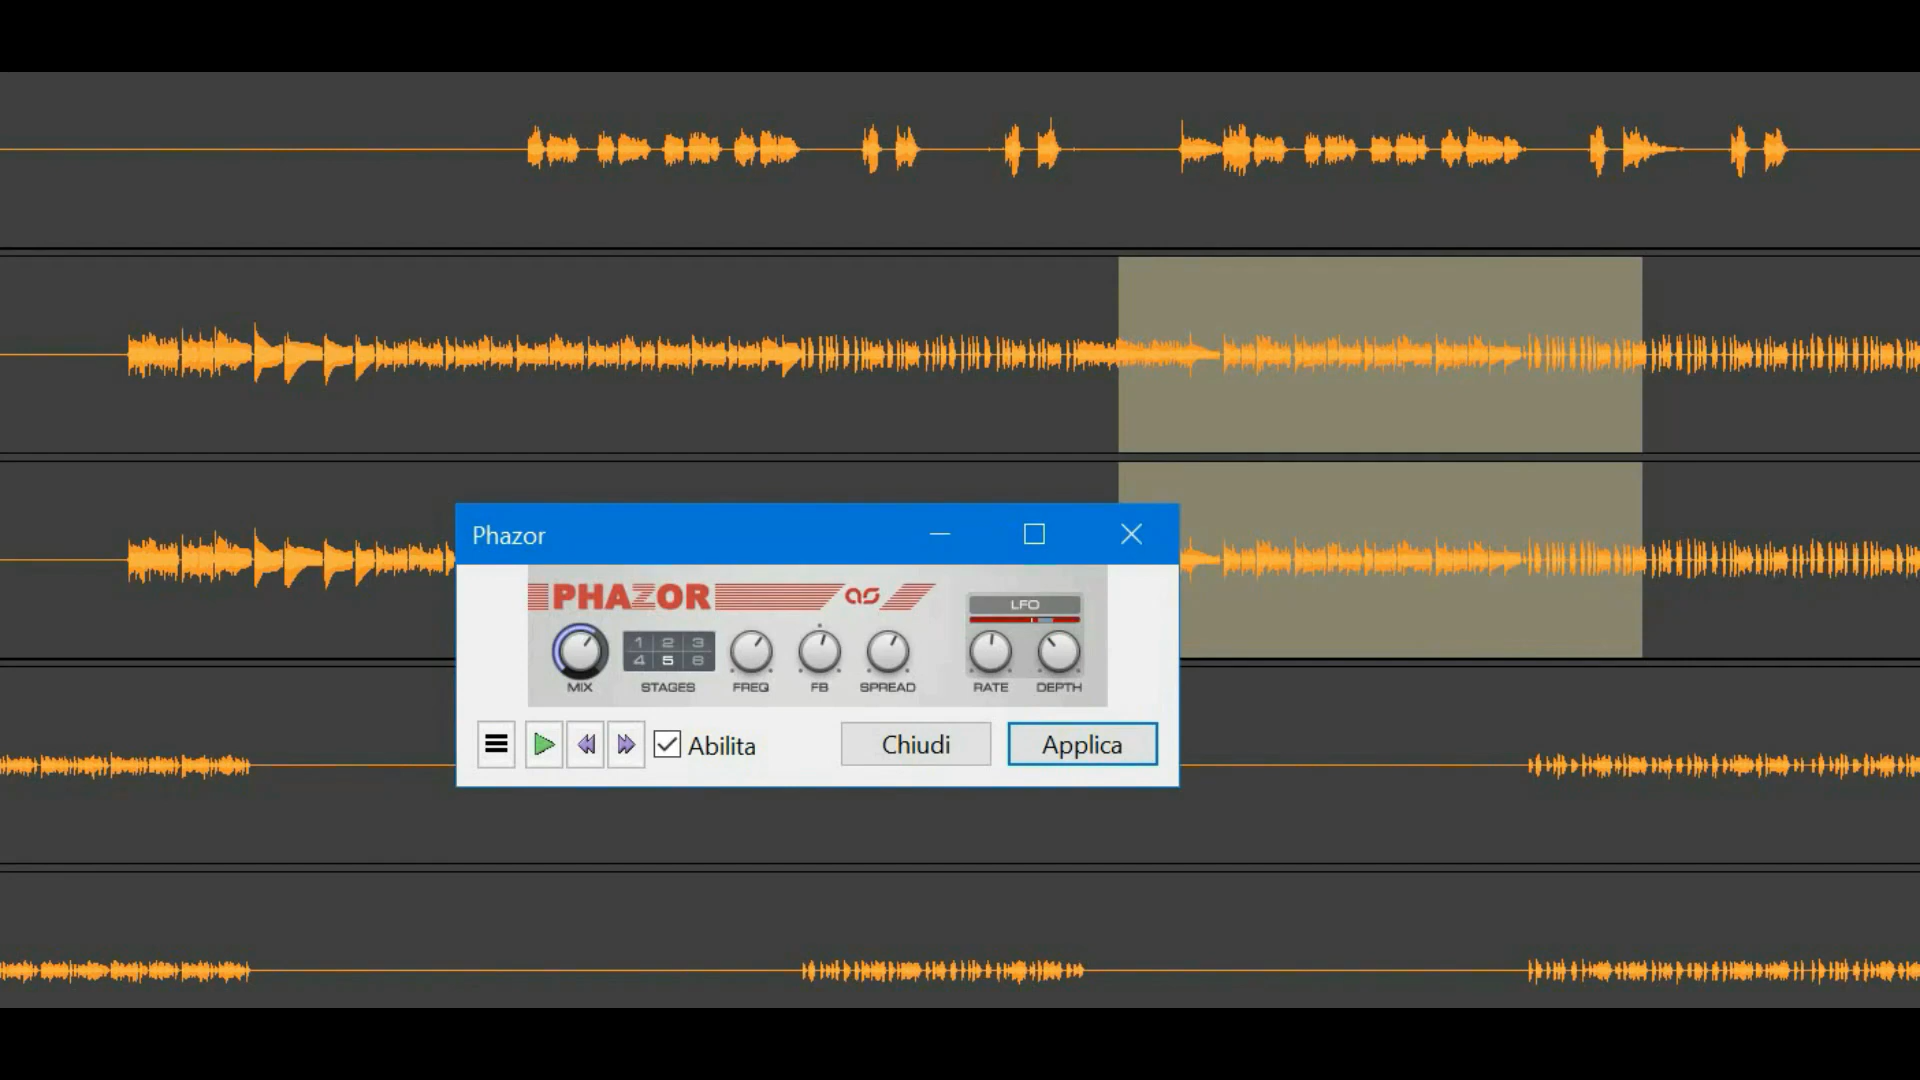 Phazor
PHAZOR as
LFO
1 2 3
4 5 6
MIX STAGES FREQ FB SPREAD RATE DEPTH
Abilita Chiudi Applica